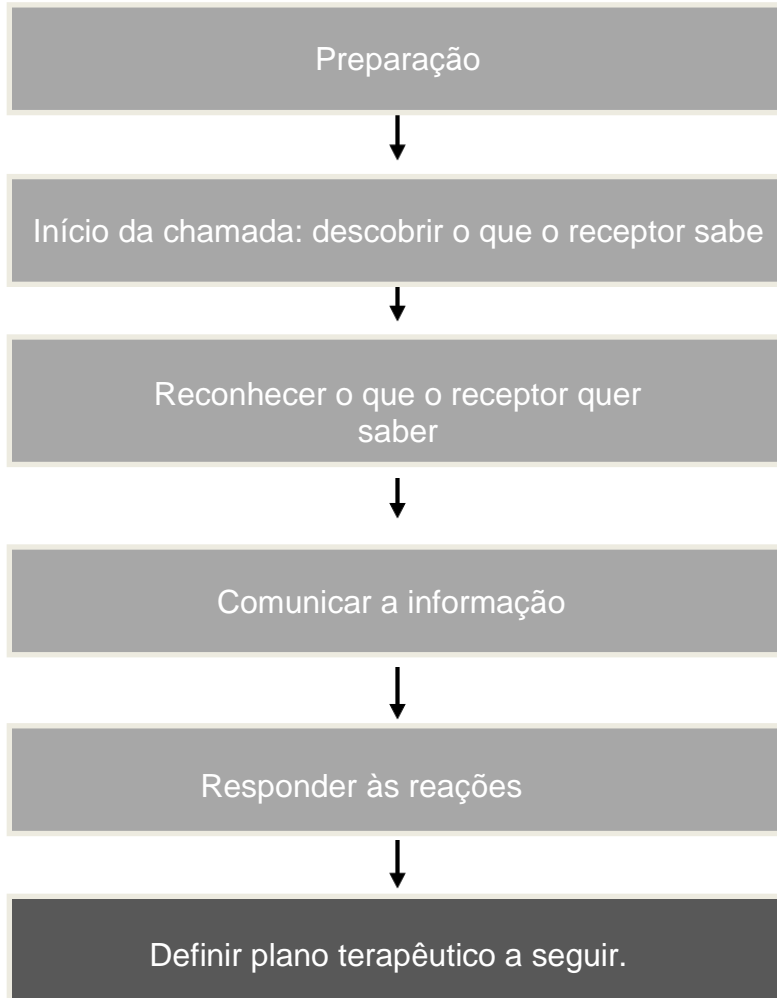 Preparação
Início da chamada: descobrir o que o receptor sabe
Reconhecer o que o receptor quer
saber
Comunicar a informação
Responder às reações
Definir plano terapêutico a seguir.